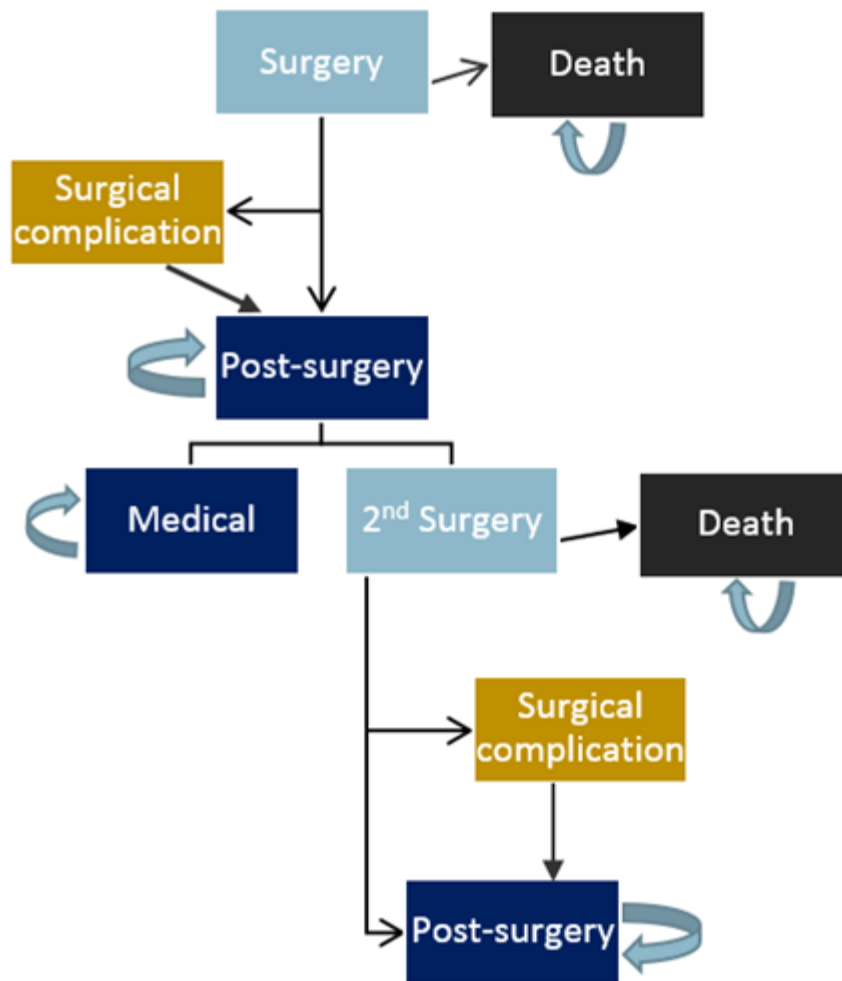 Surgery
Death
Surgical
complication
Post-surgery
Medical
2nd Surgery
Death
Surgical
complication
Post-surgery